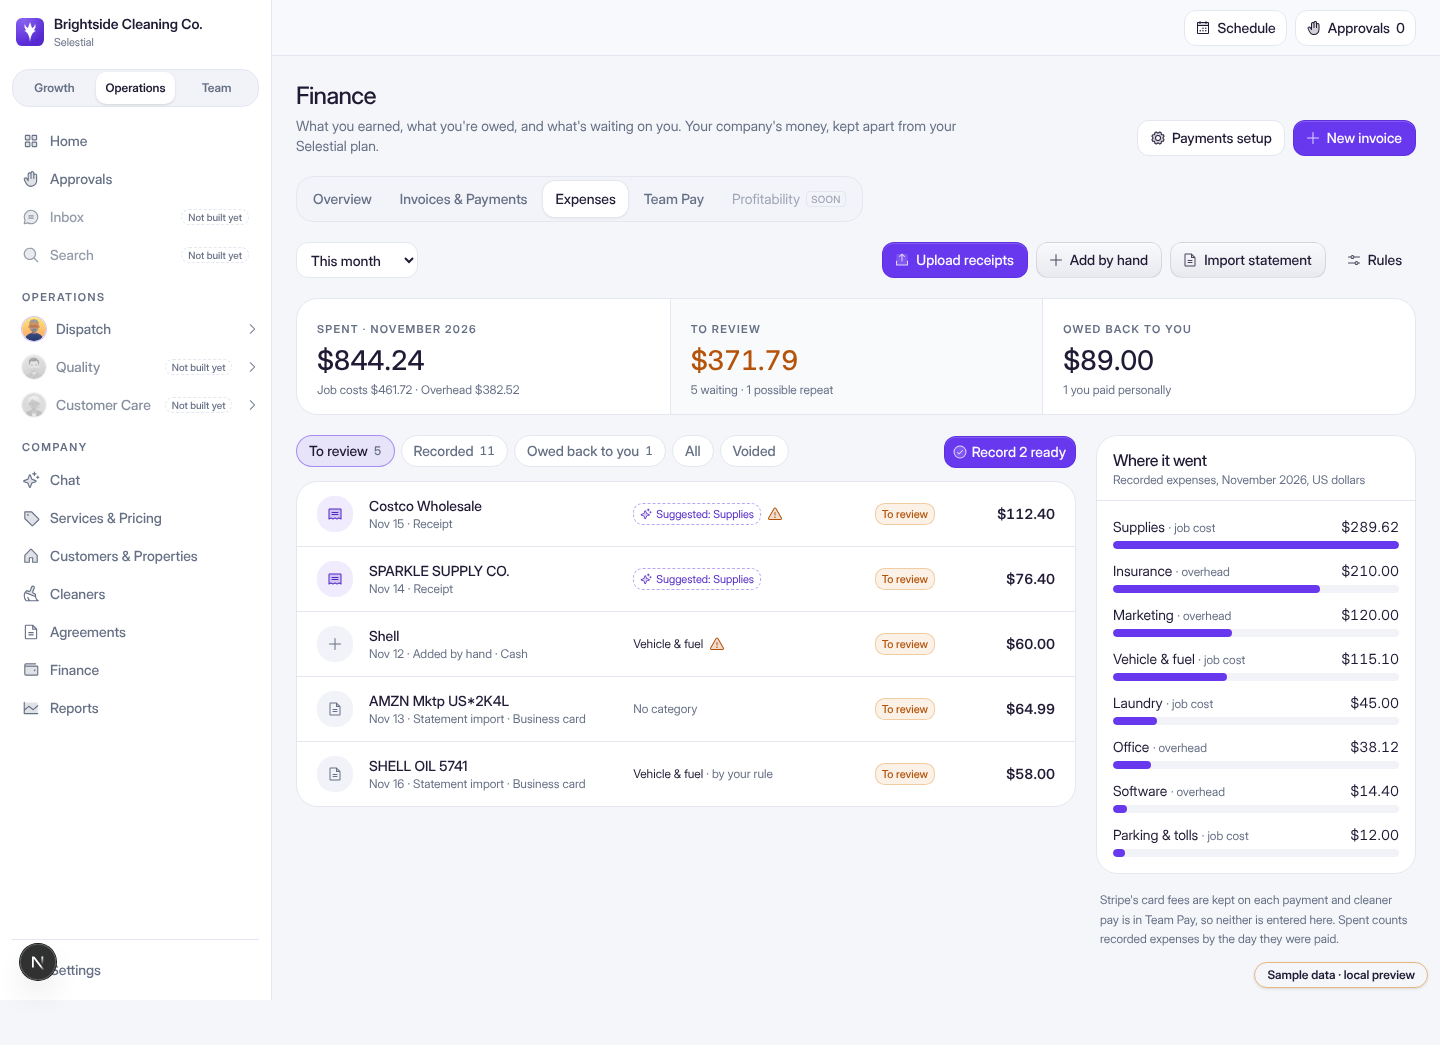 Brightside Cleaning Co.
Selestial
Growth Operations Team
Home
Approvals
Inbox Not built yet
Search Not built yet
OPERATIONS
Dispatch
Quality Not built yet
Customer Care Not built yet
COMPANY
Chat
Services & Pricing
Customers & Properties
Cleaners
Agreements
Finance
Reports
N
Settings
Schedule Approvals 0
Finance
What you earned, what you're owed, and what's waiting on you. Your company's money, kept apart from your
Selestial plan.
Payments setup New invoice
Overview Invoices & Payments Expenses Team Pay Profitability SOON
This month
Upload receipts Add by hand Import statement Rules
SPENT · NOVEMBER 2026
$844.24
Job costs $461.72 · Overhead $382.52
TO REVIEW
$371.79
5 waiting · 1 possible repeat
OWED BACK TO YOU
$89.00
1 you paid personally
To review 5 Recorded 11 Owed back to you 1 All Voided
Record 2 ready
Costco Wholesale
Nov 15 · Receipt
Suggested: Supplies To review $112.40
SPARKLE SUPPLY CO.
Nov 14 · Receipt
Suggested: Supplies To review $76.40
Shell
Nov 12 · Added by hand · Cash
Vehicle & fuel To review $60.00
AMZN Mktp US*2K4L
Nov 13 · Statement import · Business card
No category To review $64.99
SHELL OIL 5741
Nov 16 · Statement import · Business card
Vehicle & fuel · by your rule To review $58.00
Where it went
Recorded expenses, November 2026, US dollars
Supplies · job cost $289.62
Insurance · overhead $210.00
Marketing · overhead $120.00
Vehicle & fuel · job cost $115.10
Laundry · job cost $45.00
Office · overhead $38.12
Software · overhead $14.40
Parking & tolls · job cost $12.00
Stripe's card fees are kept on each payment and cleaner
pay is in Team Pay, so neither is entered here. Spent counts
recorded expenses by the day they were paid.
Sample data · local preview